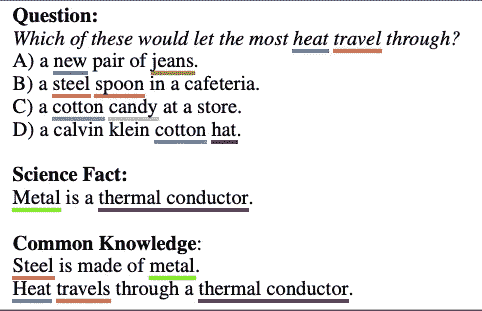 Question:
Which of these would let the most heat travel through?
A) a new pair of jeans.
B) a steel spoon in a cafeteria.
C) a cotton candy at a store.
D) a calvin klein cotton hat.
Science Fact:
Metal is a thermal conductor.
Common Knowledge:
Steel is made of metal.
Heat travels through a thermal conductor.